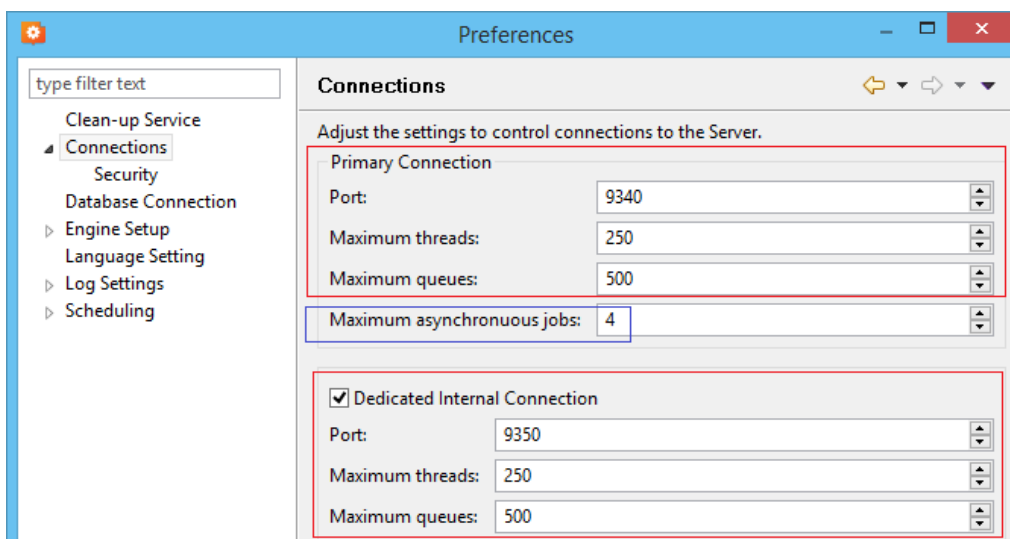 Preferences
type filter text
Clean-up Service
Connections
Security
Database Connection
Engine Setup
Language Setting
Log Settings
Scheduling
Connections
Adjust the settings to control connections to the Server.
Primary Connection
Port: 9340
Maximum threads: 250
Maximum queues: 500
Maximum asynchronuous jobs: 4
Dedicated Internal Connection
Port: 9350
Maximum threads: 250
Maximum queues: 500